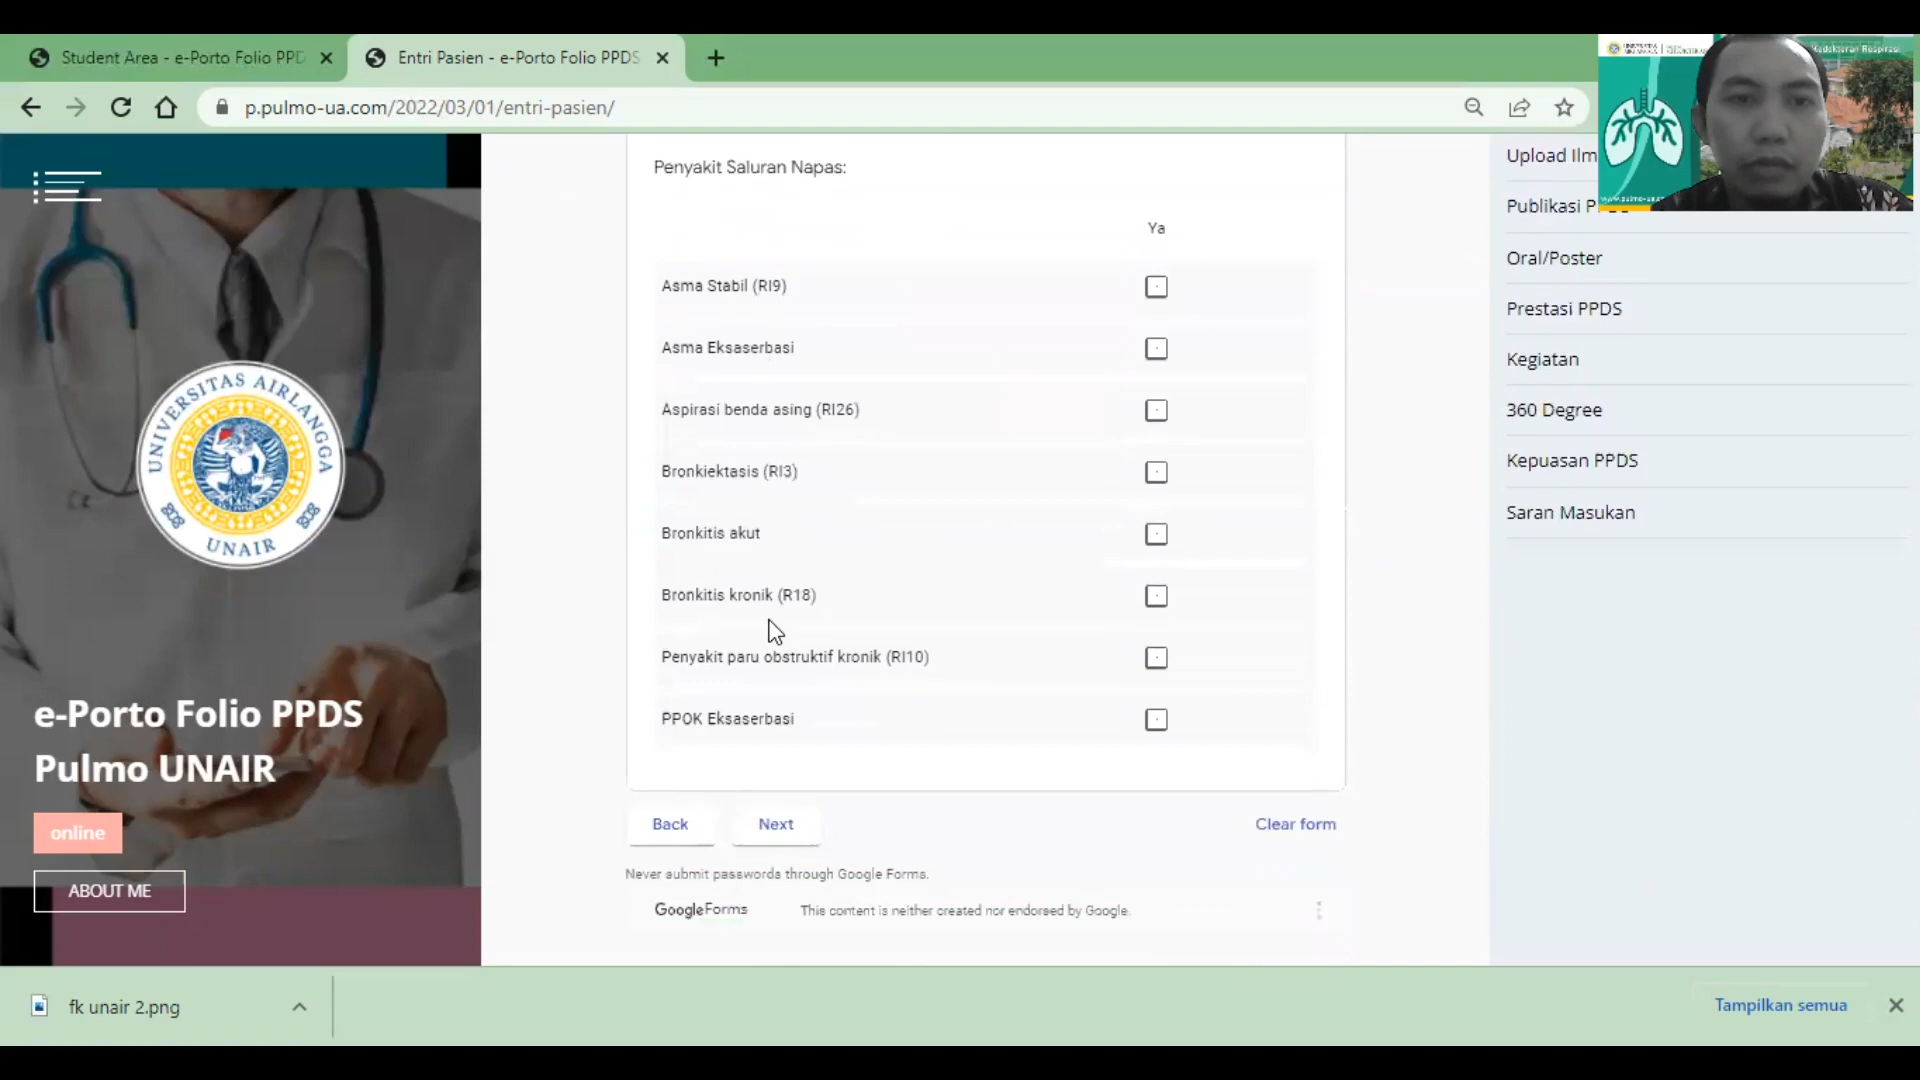 Student Area - e-Porto Folio PPD
Entri Pasien - e-Porto Folio PPDS
p.pulmo-ua.com/2022/03/01/entri-pasien/
UNIVERSITAS AIRLANGGA
UNAIR
e-Porto Folio PPDS
Pulmo UNAIR
online
ABOUT ME
Penyakit Saluran Napas:
Ya
Asma Stabil (RI9)
Asma Eksaserbasi
Aspirasi benda asing (RI26)
Bronkiektasis (RI3)
Bronkitis akut
Bronkitis kronik (R18)
Penyakit paru obstruktif kronik (RI10)
PPOK Eksaserbasi
Back
Next
Clear form
Never submit passwords through Google Forms.
Google Forms
This content is neither created nor endorsed by Google.
Upload Ilm
Publikasi P
Oral/Poster
Prestasi PPDS
Kegiatan
360 Degree
Kepuasan PPDS
Saran Masukan
Kedokteran Respirasi
fk unair 2.png
Tampilkan semua